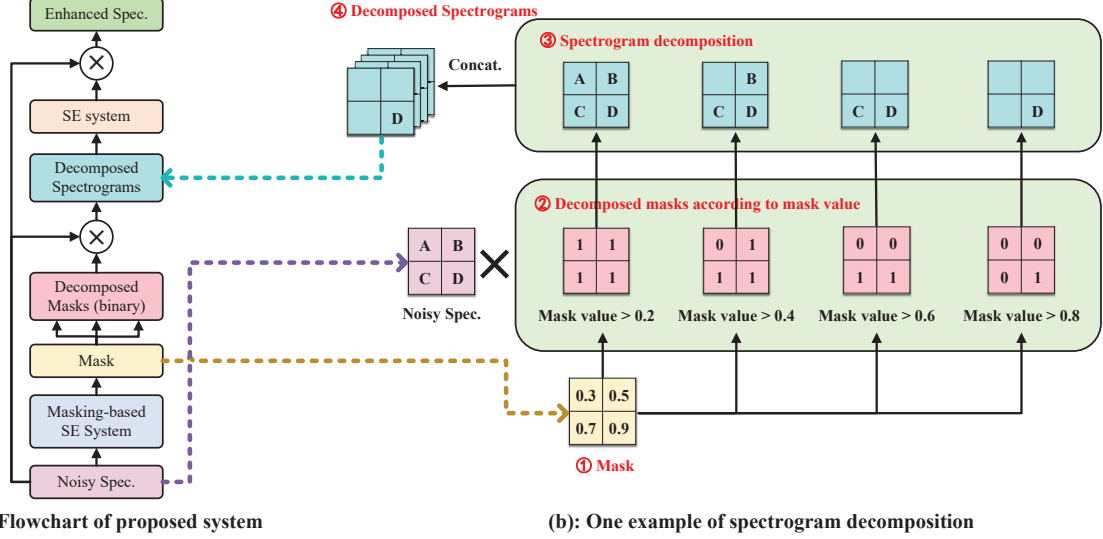 Enhanced Spec.
SE system
Decomposed
Spectrograms
Decomposed
Masks (binary)
Mask
Masking-based
SE System
Noisy Spec.
Flowchart of proposed system
④ Decomposed Spectrograms
Concat.
D
③ Spectrogram decomposition
A B
C D
B
C D
C D
D
② Decomposed masks according to mask value
A B
C D
Noisy Spec.
1 1
1 1
Mask value > 0.2
0 1
1 1
Mask value > 0.4
0 0
1 1
Mask value > 0.6
0 0
0 1
Mask value > 0.8
0.3 0.5
0.7 0.9
① Mask
(b): One example of spectrogram decomposition